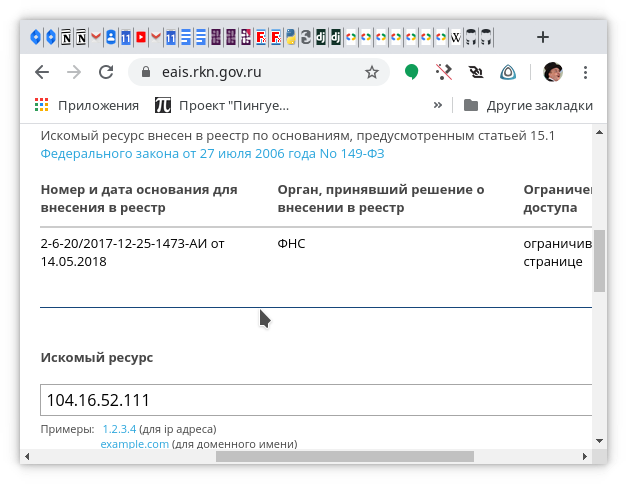 eais.rkn.gov.ru
Приложения Проект "Пингуе… » Другие закладки
Искомый ресурс внесен в реестр по основаниям, предусмотренным статьей 15.1
Федерального закона от 27 июля 2006 года No 149-ФЗ
Номер и дата основания для внесения в реестр
Орган, принявший решение о внесении в реестр
Ограничен
доступа
2-6-20/2017-12-25-1473-АИ от
14.05.2018
ФНС
ограничив
странице
Искомый ресурс
104.16.52.111
Примеры: 1.2.3.4 (для ip адреса)
example.com (для доменного имени)